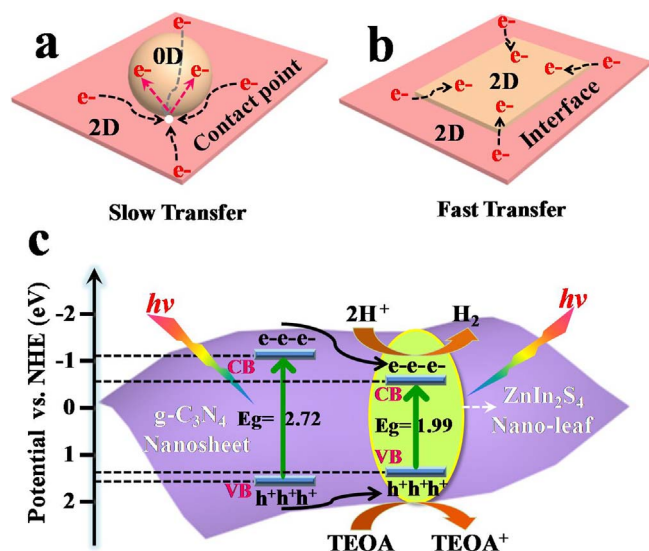 a
0D
e-
e-
e-
e-
e-
e-
2D
Contact point
Slow Transfer
b
e-
e-
e-
e-
2D
2D
Interface
Fast Transfer
c
Potential vs. NHE (eV)
-2
-1
0
1
2
hν
e-e-e-
CB
g-C₃N₄
Nanosheet
Eg= 2.72
VB
h⁺h⁺h⁺
2H⁺
H₂
e-e-e-
CB
Eg= 1.99
VB
h⁺h⁺h⁺
TEOA
TEOA⁺
hν
ZnIn₂S₄
Nano-leaf